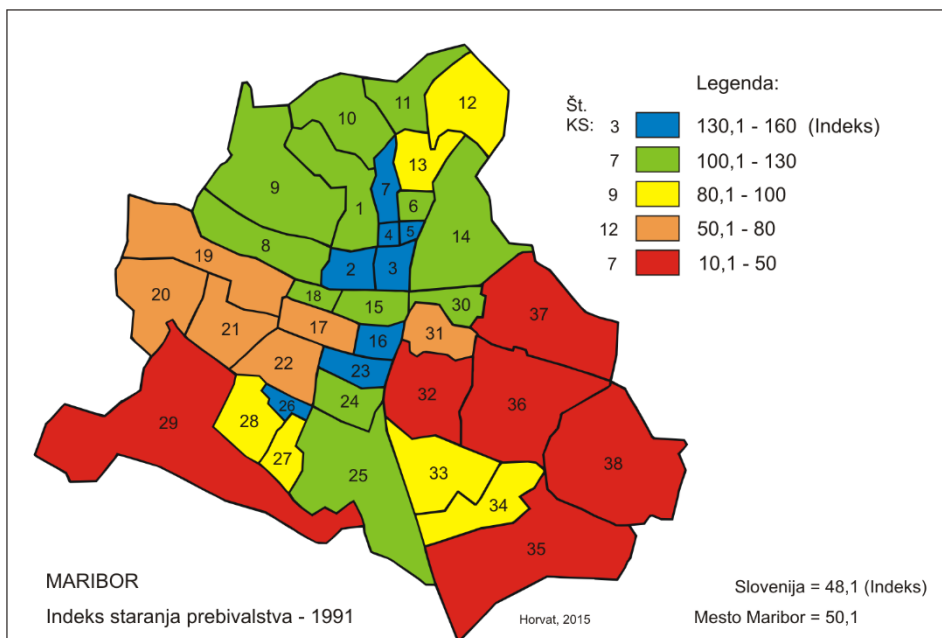 Legenda:
Št.
KS:
3 130,1 - 160 (Indeks)
7 100,1 - 130
9 80,1 - 100
12 50,1 - 80
7 10,1 - 50
11
12
10
13
7
9
1
6
4
5
14
8
2
3
19
18
15
30
37
20
21
17
16
31
22
23
32
36
26
24
29
28
27
25
33
38
34
35
MARIBOR
Indeks staranja prebivalstva - 1991
Horvat, 2015
Slovenija = 48,1 (Indeks)
Mesto Maribor = 50,1